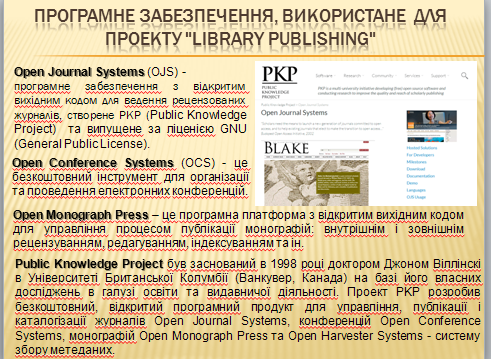 ПРОГРАМНЕ ЗАБЕЗПЕЧЕННЯ, ВИКОРИСТАНЕ ДЛЯ
ПРОЕКТУ "LIBRARY PUBLISHING"
Open Journal Systems (OJS) -
програмне забезпечення з відкритим
вихідним кодом для ведення рецензованих
журналів, створене PKP (Public Knowledge
Project) та випущене за ліцензією GNU
(General Public License).
Open Conference Systems (OCS) - це
безкоштовний інструмент для організації
та проведення електронних конференцій.
PKP
PUBLIC
KNOWLEDGE
PROJECT
Open Journal Systems
BLAKE
Open Monograph Press – це програмна платформа з відкритим вихідним кодом
для управління процесом публікації монографій: внутрішнім і зовнішнім
рецензуванням, редагуванням, індексуванням та ін.
Public Knowledge Project був заснований в 1998 році доктором Джоном Віллінскі
в Університеті Британської Колумбії (Ванкувер, Канада) на базі його власних
досліджень в галузі освіти та видавничої діяльності. Проект PKP розробив
безкоштовний, відкритий програмний продукт для управління, публікації і
каталогізації журналів Open Journal Systems, конференцій Open Conference
Systems, монографій Open Monograph Press та Open Harvester Systems - систему
збору метеданих.